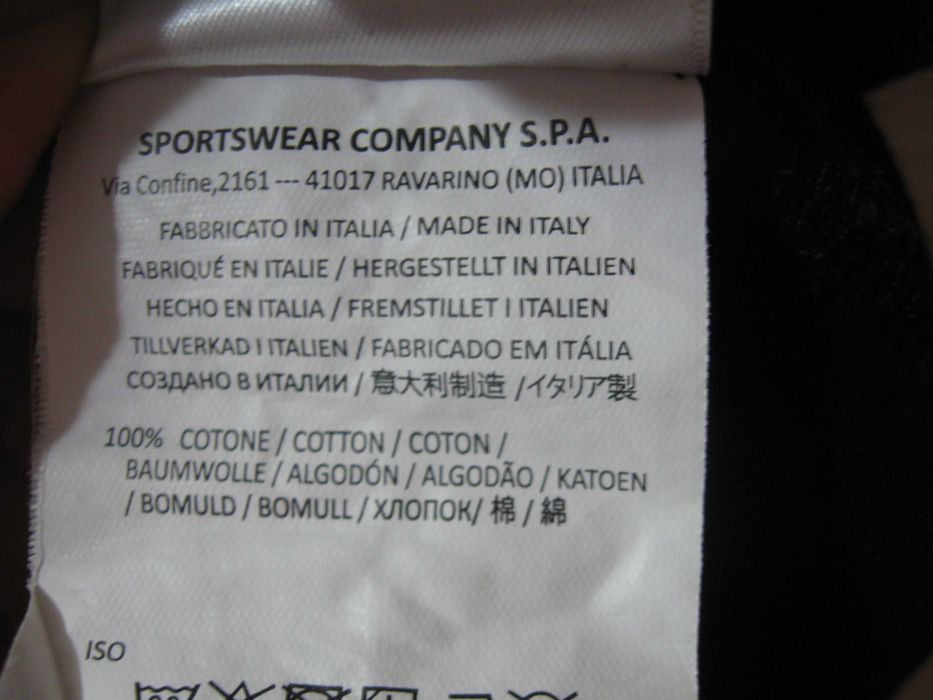 SPORTSWEAR COMPANY S.P.A.
Via Confine,2161 --- 41017 RAVARINO (MO) ITALIA
FABBRICATO IN ITALIA / MADE IN ITALY
FABRIQUÉ EN ITALIE / HERGESTELLT IN ITALIEN
HECHO EN ITALIA / FREMSTILLET I ITALIEN
TILLVERKAD I ITALIEN / FABRICADO EM ITÁLIA
СОЗДАНО В ИТАЛИИ / 意大利制造 /イタリア製
100% COTONE / COTTON / COTON /
BAUMWOLLE / ALGODÓN / ALGODÃO / KATOEN
/ BOMULD / BOMULL / ХЛОПОК/ 棉 / 綿
ISO